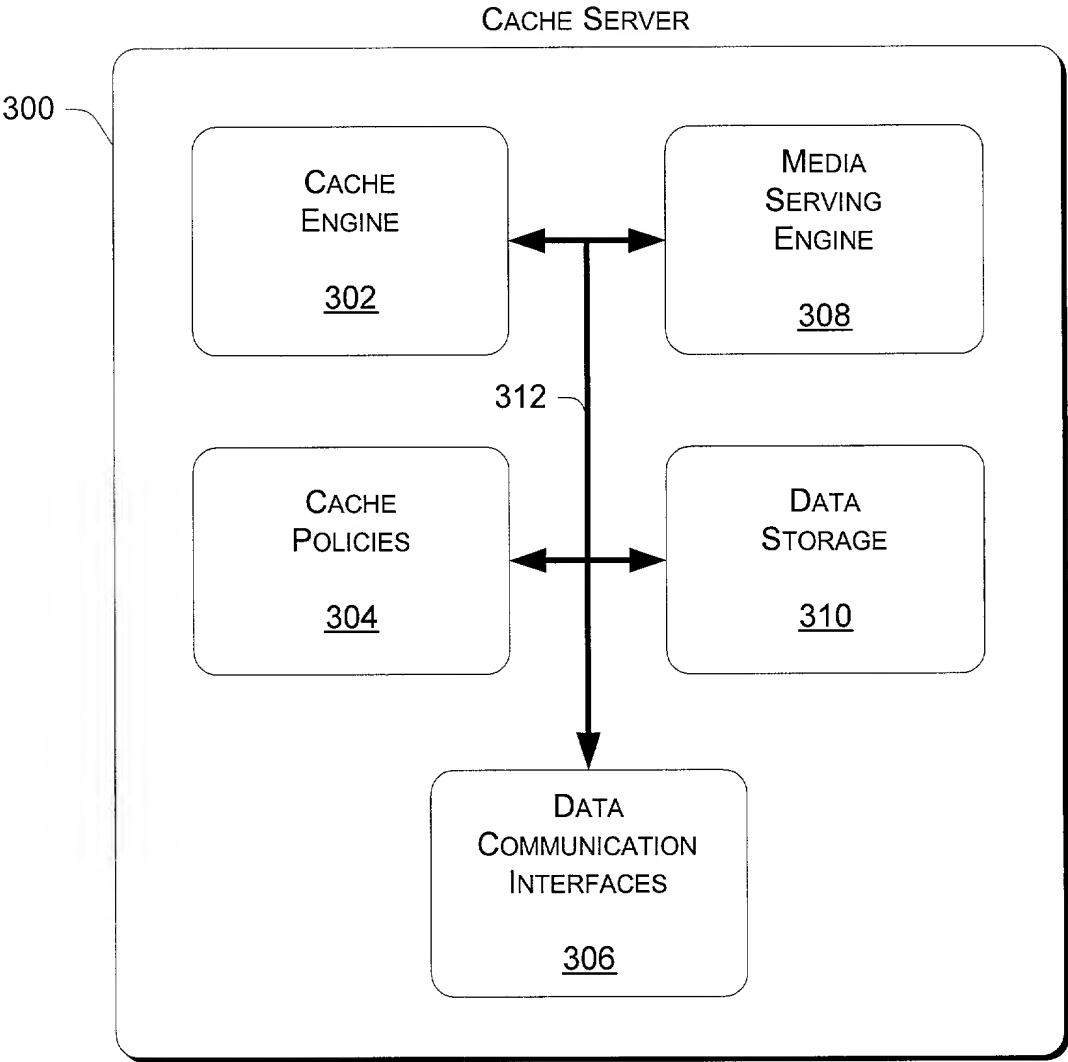 CACHE SERVER
300
CACHE
ENGINE
302
MEDIA
SERVING
ENGINE
308
312
CACHE
POLICIES
304
DATA
STORAGE
310
DATA
COMMUNICATION
INTERFACES
306